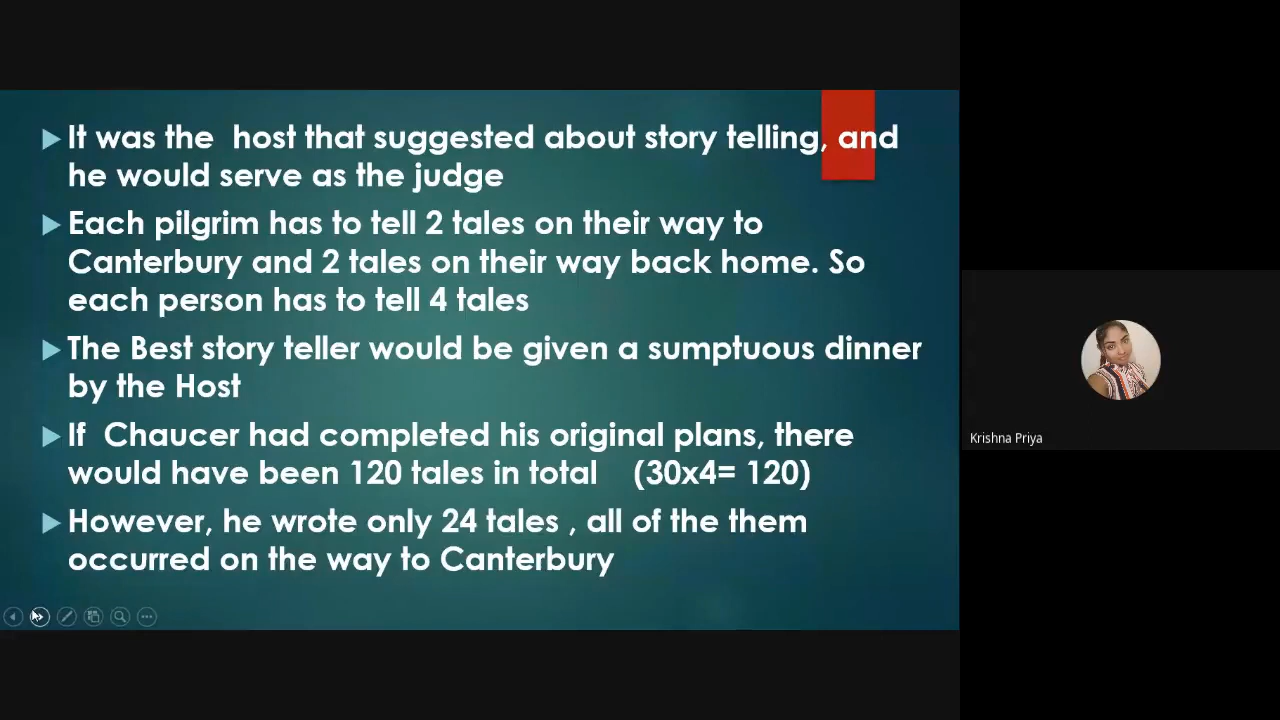 It was the host that suggested about story telling, and
he would serve as the judge
Each pilgrim has to tell 2 tales on their way to
Canterbury and 2 tales on their way back home. So
each person has to tell 4 tales
The Best story teller would be given a sumptuous dinner
by the Host
If Chaucer had completed his original plans, there
would have been 120 tales in total (30x4= 120)
However, he wrote only 24 tales , all of the them
occurred on the way to Canterbury
Krishna Priya